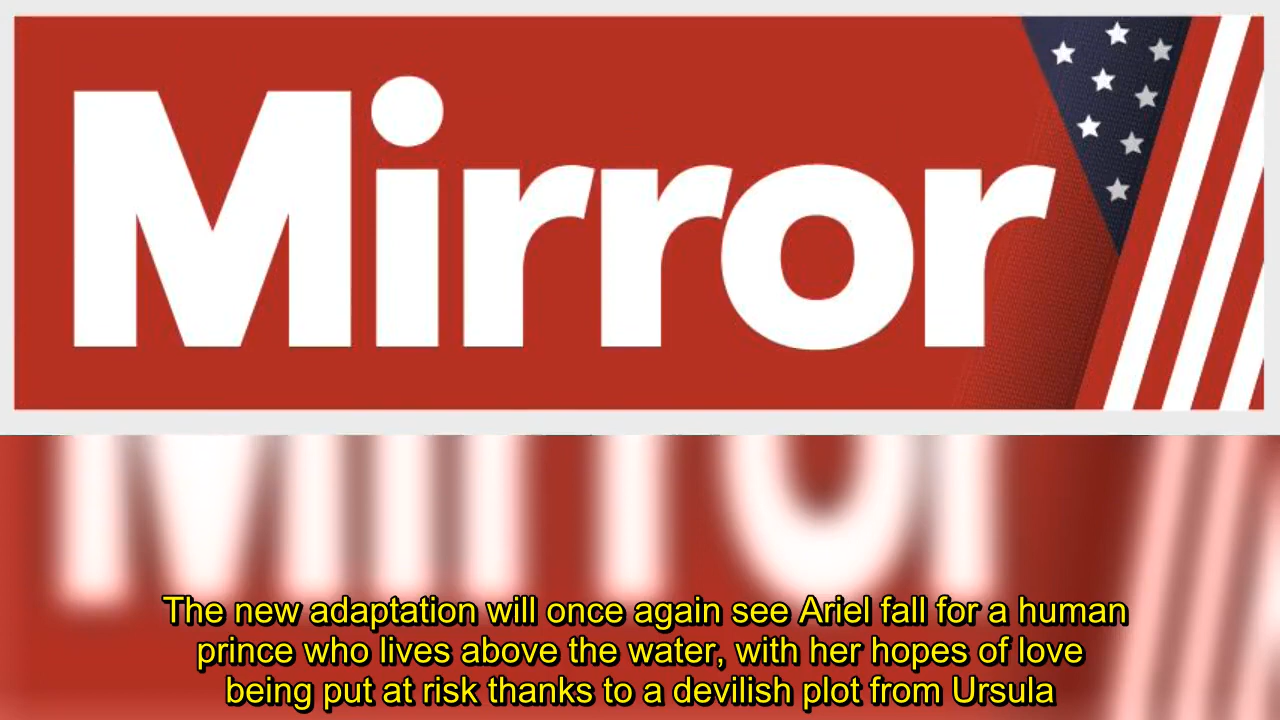 Mirror
The new adaptation will once again see Ariel fall for a human
prince who lives above the water, with her hopes of love
being put at risk thanks to a devilish plot from Ursula